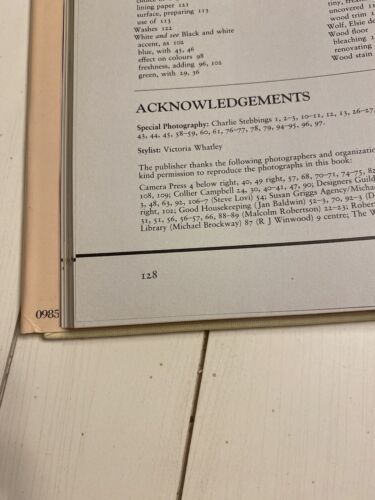 lining paper 121
surface, preparing 113
use of 113
Washes 122
White and see Black and white
accent, as 102
blue, with 45, 46
effect on colours 98
freshness, adding 96, 102
green, with 29, 36
tiny, treat
uncovered 11
wood trim 1
Wolf, Elsie de
Wood floor
bleaching
renovating
Wood stain
ACKNOWLEDGEMENTS
Special Photography: Charlie Stebbings 1, 2–3, 10–11, 12, 13, 26–27,
43, 44, 45, 58–59, 60, 61, 76–77, 78, 79, 94–95, 96, 97.
Stylist: Victoria Whatley
The publisher thanks the following photographers and organizatio
kind permission to reproduce the photographs in this book:
Camera Press 4 below right, 40, 49 right, 57, 68, 70–71, 74–75, 82
108, 109; Collier Campbell 24, 30, 40–41, 47, 90; Designers Guild
3, 48, 63, 92, 106–7 (Steve Lovi) 54; Susan Griggs Agency/Michae
right, 102; Good Housekeeping (Jan Baldwin) 52–3, 70, 92–3 (D
31, 51, 56, 56–57, 66, 88–89 (Malcolm Robertson) 22–23; Rober
Library (Michael Brockway) 87 (R J Winwood) 9 centre; The W
128
0985